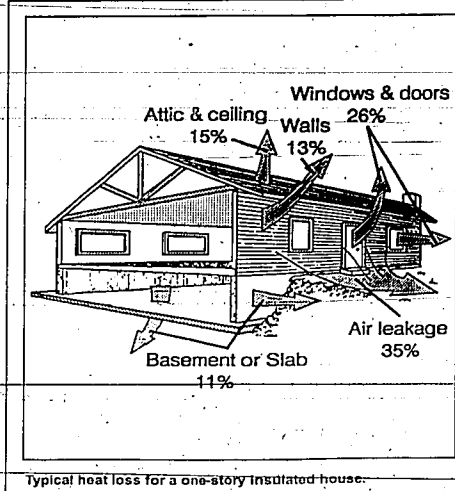 Windows & doors
26%
Attic & ceiling
15%
Walls
13%
Air leakage
35%
Basement or Slab
11%
Typical heat loss for a one-story insulated house.